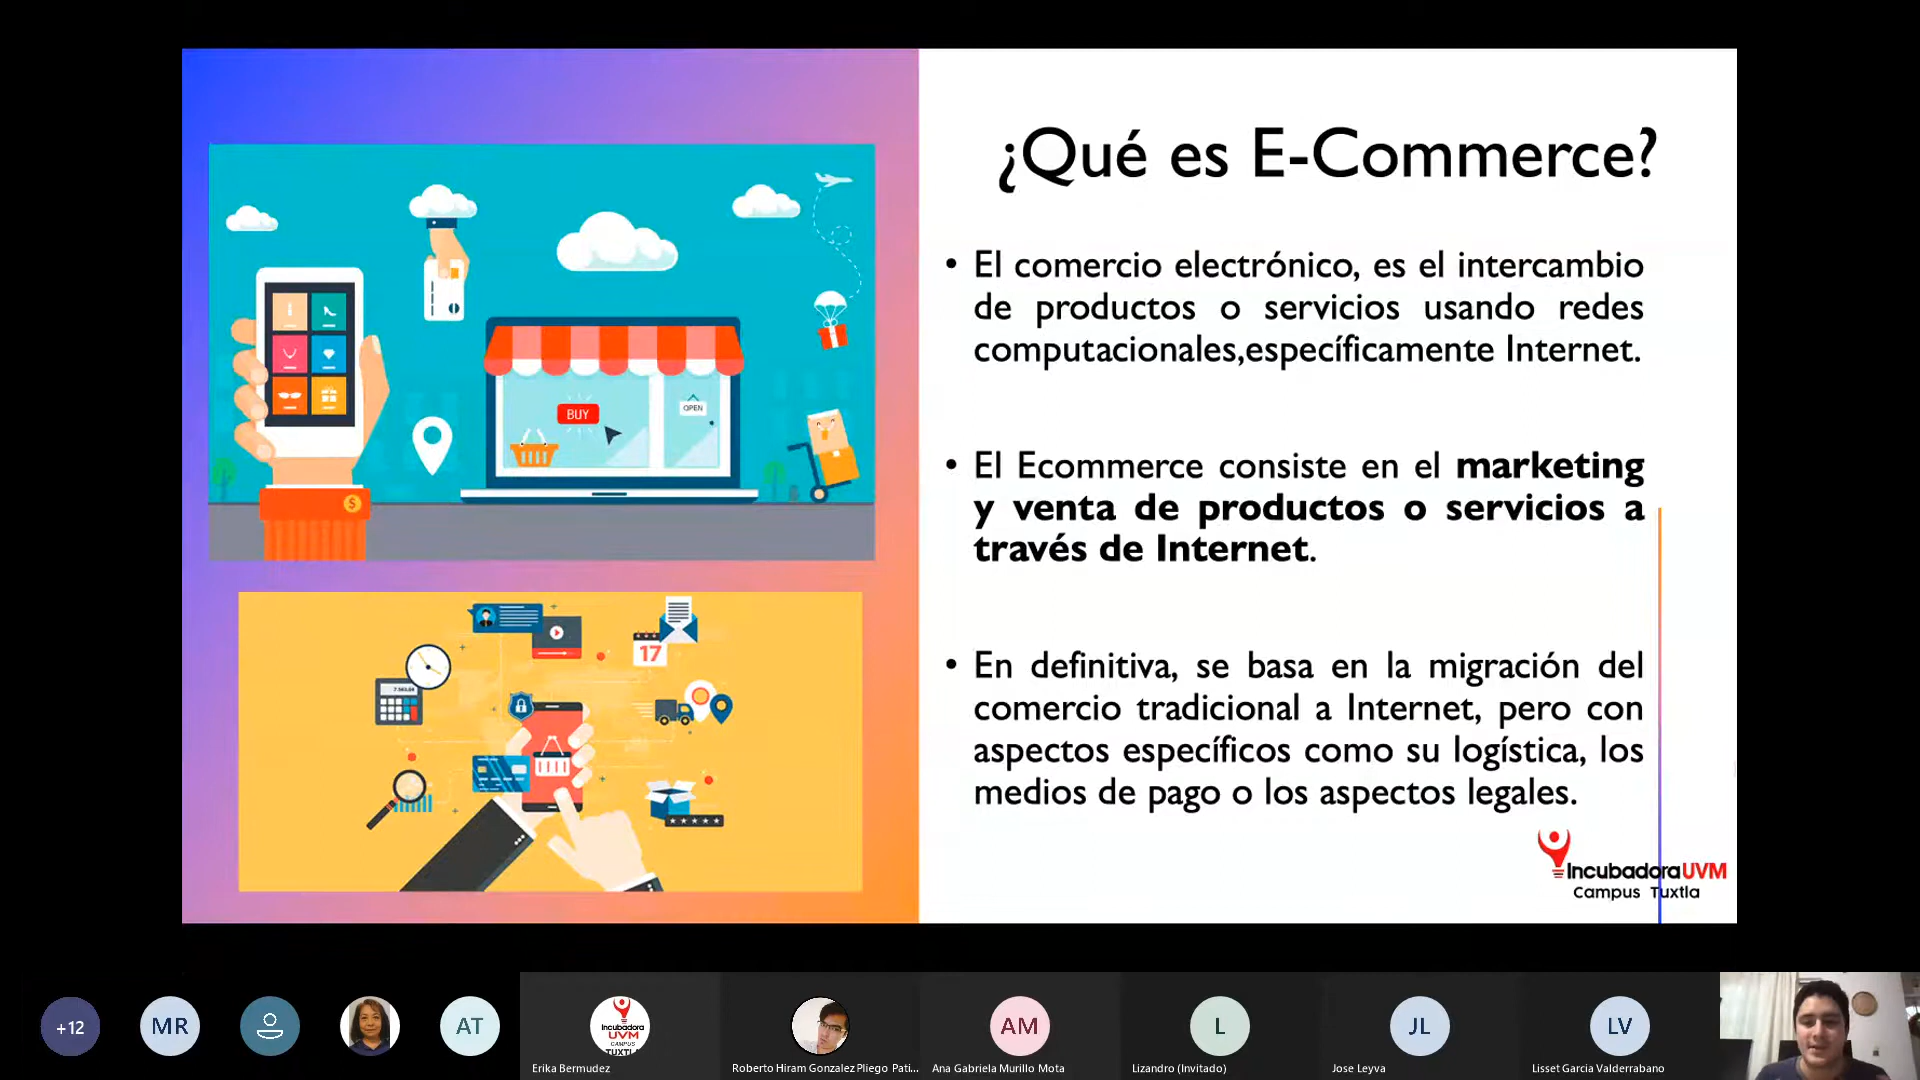 ¿Qué es E-Commerce?
• El comercio electrónico, es el intercambio
de productos o servicios usando redes
computacionales,específicamente Internet.
• El Ecommerce consiste en el marketing
y venta de productos o servicios a
través de Internet.
• En definitiva, se basa en la migración del
comercio tradicional a Internet, pero con
aspectos específicos como su logística, los
medios de pago o los aspectos legales.
IncubadoraUVM
Campus Tuxtla
BUY
OPEN
$
17
+12
MR
AT
Incubadora
UVM
CAMPUS
TUXTLA
Erika Bermudez
Roberto Hiram Gonzalez Pliego Pati...
AM
Ana Gabriela Murillo Mota
L
Lizandro (Invitado)
JL
Jose Leyva
LV
Lisset Garcia Valderrabano